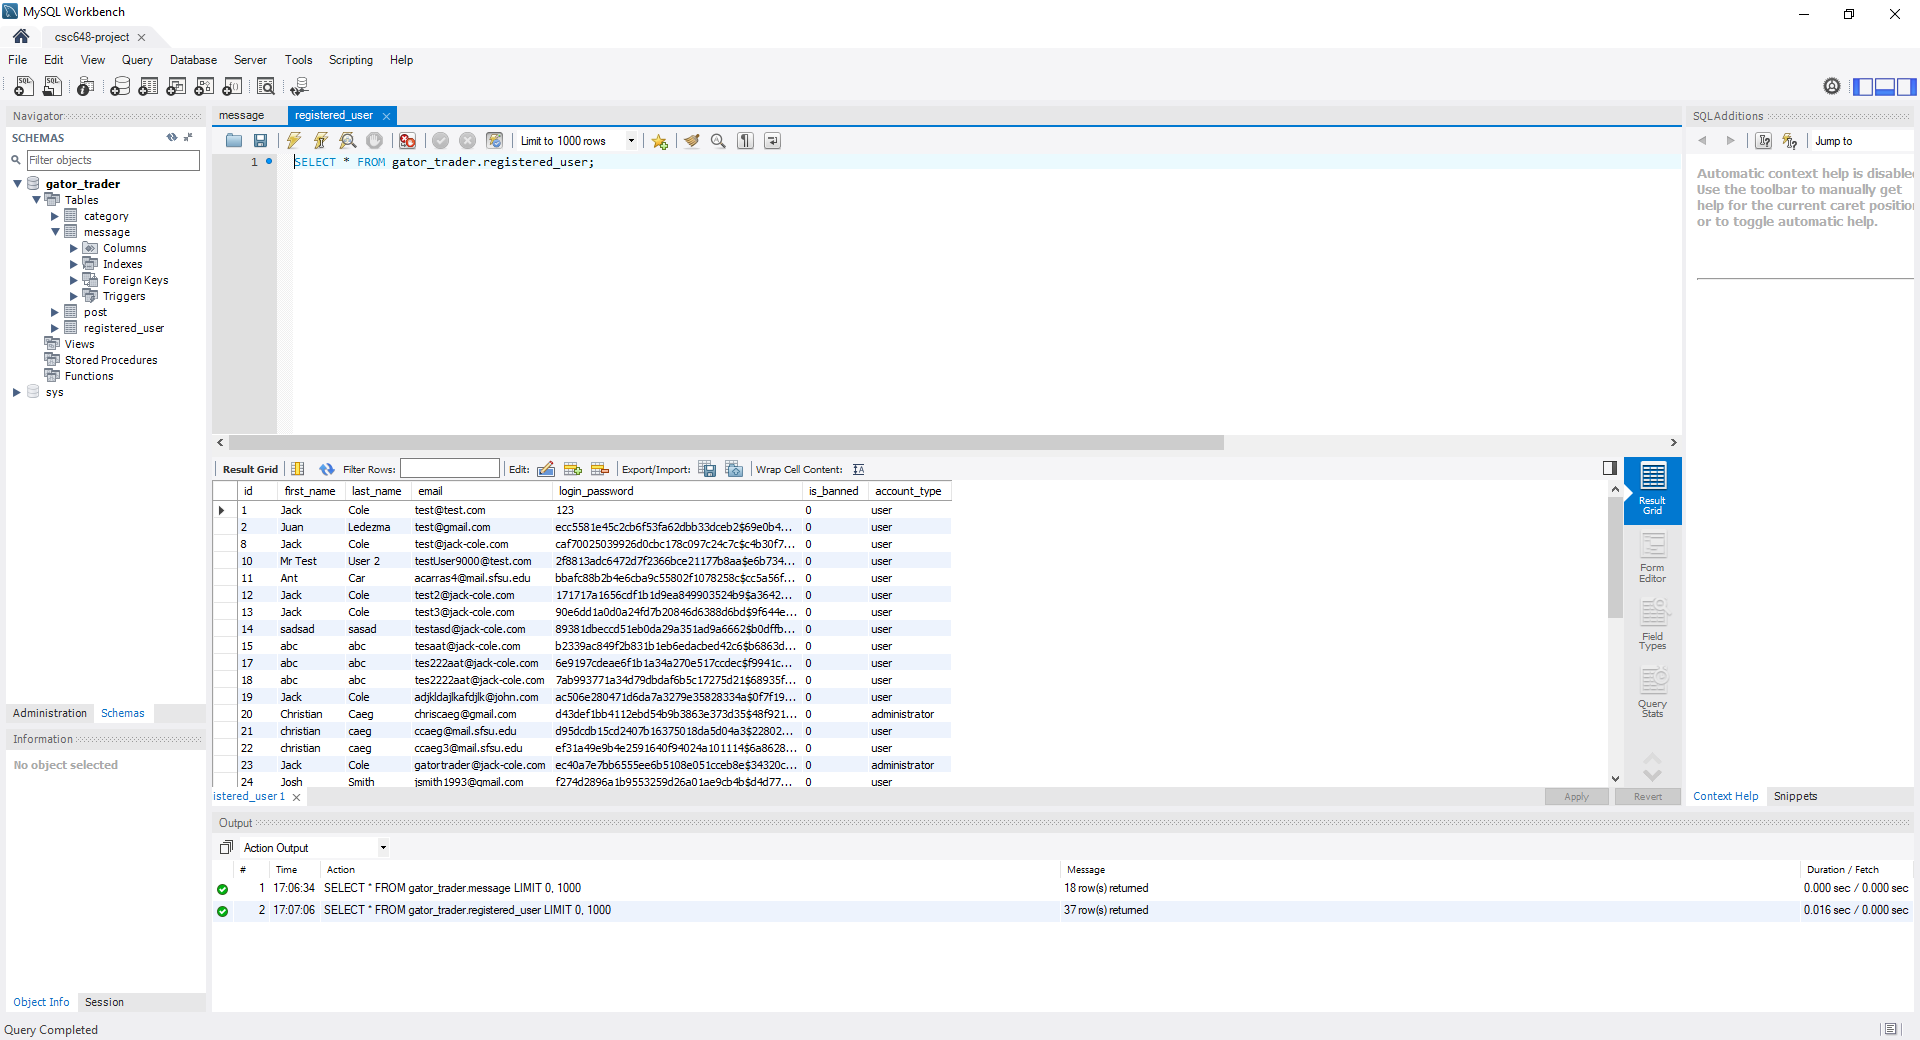 MySQL Workbench
csc648-project
File Edit View Query Database Server Tools Scripting Help
Navigator
SCHEMAS
Filter objects
gator_trader
Tables
category
message
Columns
Indexes
Foreign Keys
Triggers
post
registered_user
Views
Stored Procedures
Functions
sys
Administration Schemas
Information
No object selected
Object Info Session
message registered_user
Limit to 1000 rows
1 SELECT * FROM gator_trader.registered_user;
Result Grid Filter Rows: Edit: Export/Import: Wrap Cell Content:
id first_name last_name email login_password is_banned account_type
1 Jack Cole test@test.com 123 0 user
2 Juan Ledezma test@gmail.com ecc5581e45c2cb6f53fa62dbb33dceb2$69e0b4... 0 user
8 Jack Cole test@jack-cole.com caf70025039926d0cbc178c097c24c7c$c4b30f7... 0 user
10 Mr Test User 2 testUser9000@test.com 2f8813adc6472d7f2366bce21177b8aa$e6b734... 0 user
11 Ant Car acarras4@mail.sfsu.edu bbafc88b2b4e6cba9c55802f1078258c$cc5a56f... 0 user
12 Jack Cole test2@jack-cole.com 171717a1656cdf1b1d9ea849903524b9$a3642... 0 user
13 Jack Cole test3@jack-cole.com 90e6dd1a0d0a24fd7b20846d6388d6bd$9f644e... 0 user
14 sadsad sasad testasd@jack-cole.com 89381dbeccd51eb0da29a351ad9a6662$b0dffb... 0 user
15 abc abc tesaat@jack-cole.com b2339ac849f2b831b1eb6edacbed42c6$b6863d... 0 user
17 abc abc tes222aat@jack-cole.com 6e9197cdeae6f1b1a34a270e517ccdec$f9941c... 0 user
18 abc abc tes2222aat@jack-cole.com 7ab993771a34d79dbdaf6b5c17275d21$68935f... 0 user
19 Jack Cole adjkldajlkafdjlk@john.com ac506e280471d6da7a3279e35828334a$0f7f19... 0 user
20 Christian Caeg chriscaeg@gmail.com d43def1bb4112ebd54b9b3863e373d35$48f921... 0 administrator
21 christian caeg ccaeg@mail.sfsu.edu d95dcdb15cd2407b16375018da5d04a3$22802... 0 user
22 christian caeg ccaeg3@mail.sfsu.edu ef31a49e9b4e2591640f94024a101114$6a8628... 0 user
23 Jack Cole gatortrader@jack-cole.com ec40a7e7bb6555ee6b5108e051cceb8e$34320c... 0 administrator
24 Josh Smith jsmith1993@gmail.com f274d2896a1b9553259d26a01ae9cb4b$d4d77... 0 user
Result Grid
Form Editor
Field Types
Query Stats
istered_user 1
Apply Revert
SQLAdditions
Jump to
Automatic context help is disabled
Use the toolbar to manually get
help for the current caret position
or to toggle automatic help.
Context Help Snippets
Output
Action Output
# Time Action Message Duration / Fetch
1 17:06:34 SELECT * FROM gator_trader.message LIMIT 0, 1000 18 row(s) returned 0.000 sec / 0.000 sec
2 17:07:06 SELECT * FROM gator_trader.registered_user LIMIT 0, 1000 37 row(s) returned 0.016 sec / 0.000 sec
Query Completed